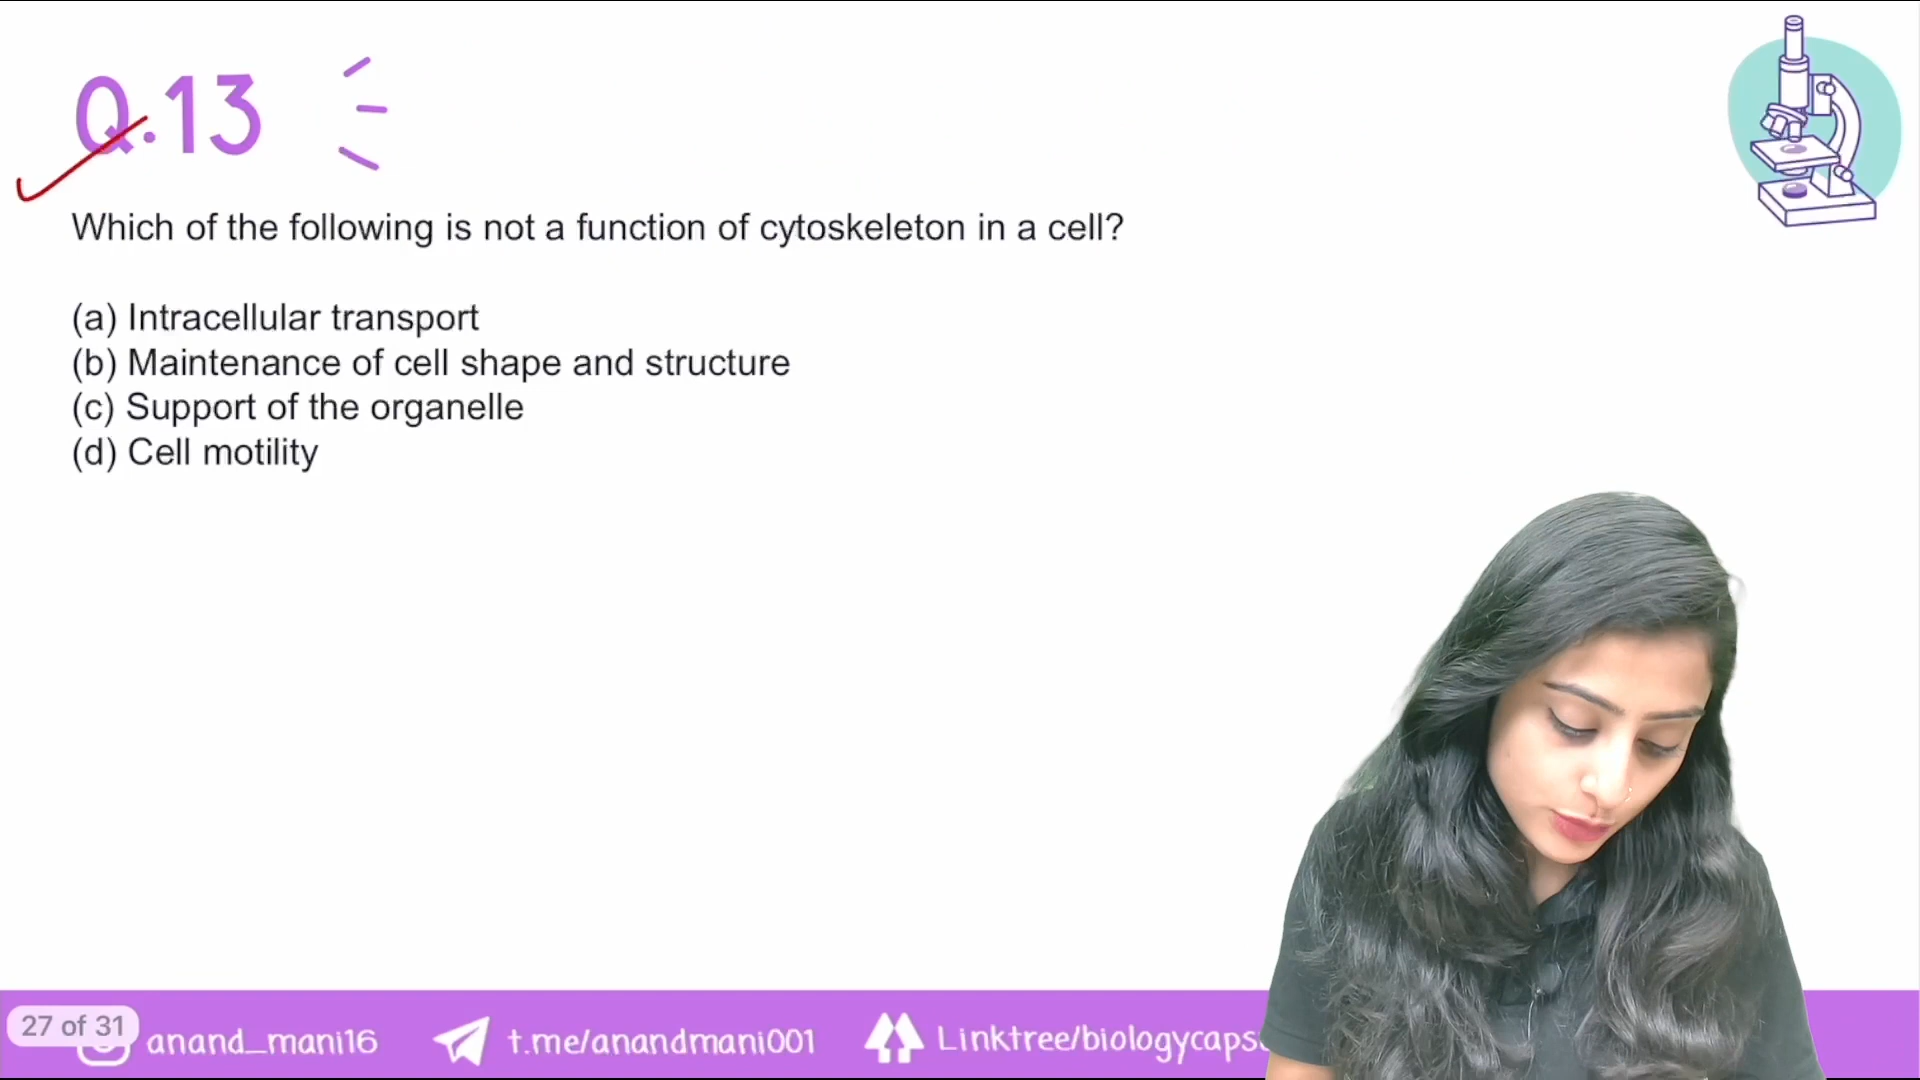 Q.13
Which of the following is not a function of cytoskeleton in a cell?
(a) Intracellular transport
(b) Maintenance of cell shape and structure
(c) Support of the organelle
(d) Cell motility
27 of 31
anand_mani16
t.me/anandmani001
Linktree/biologycaps